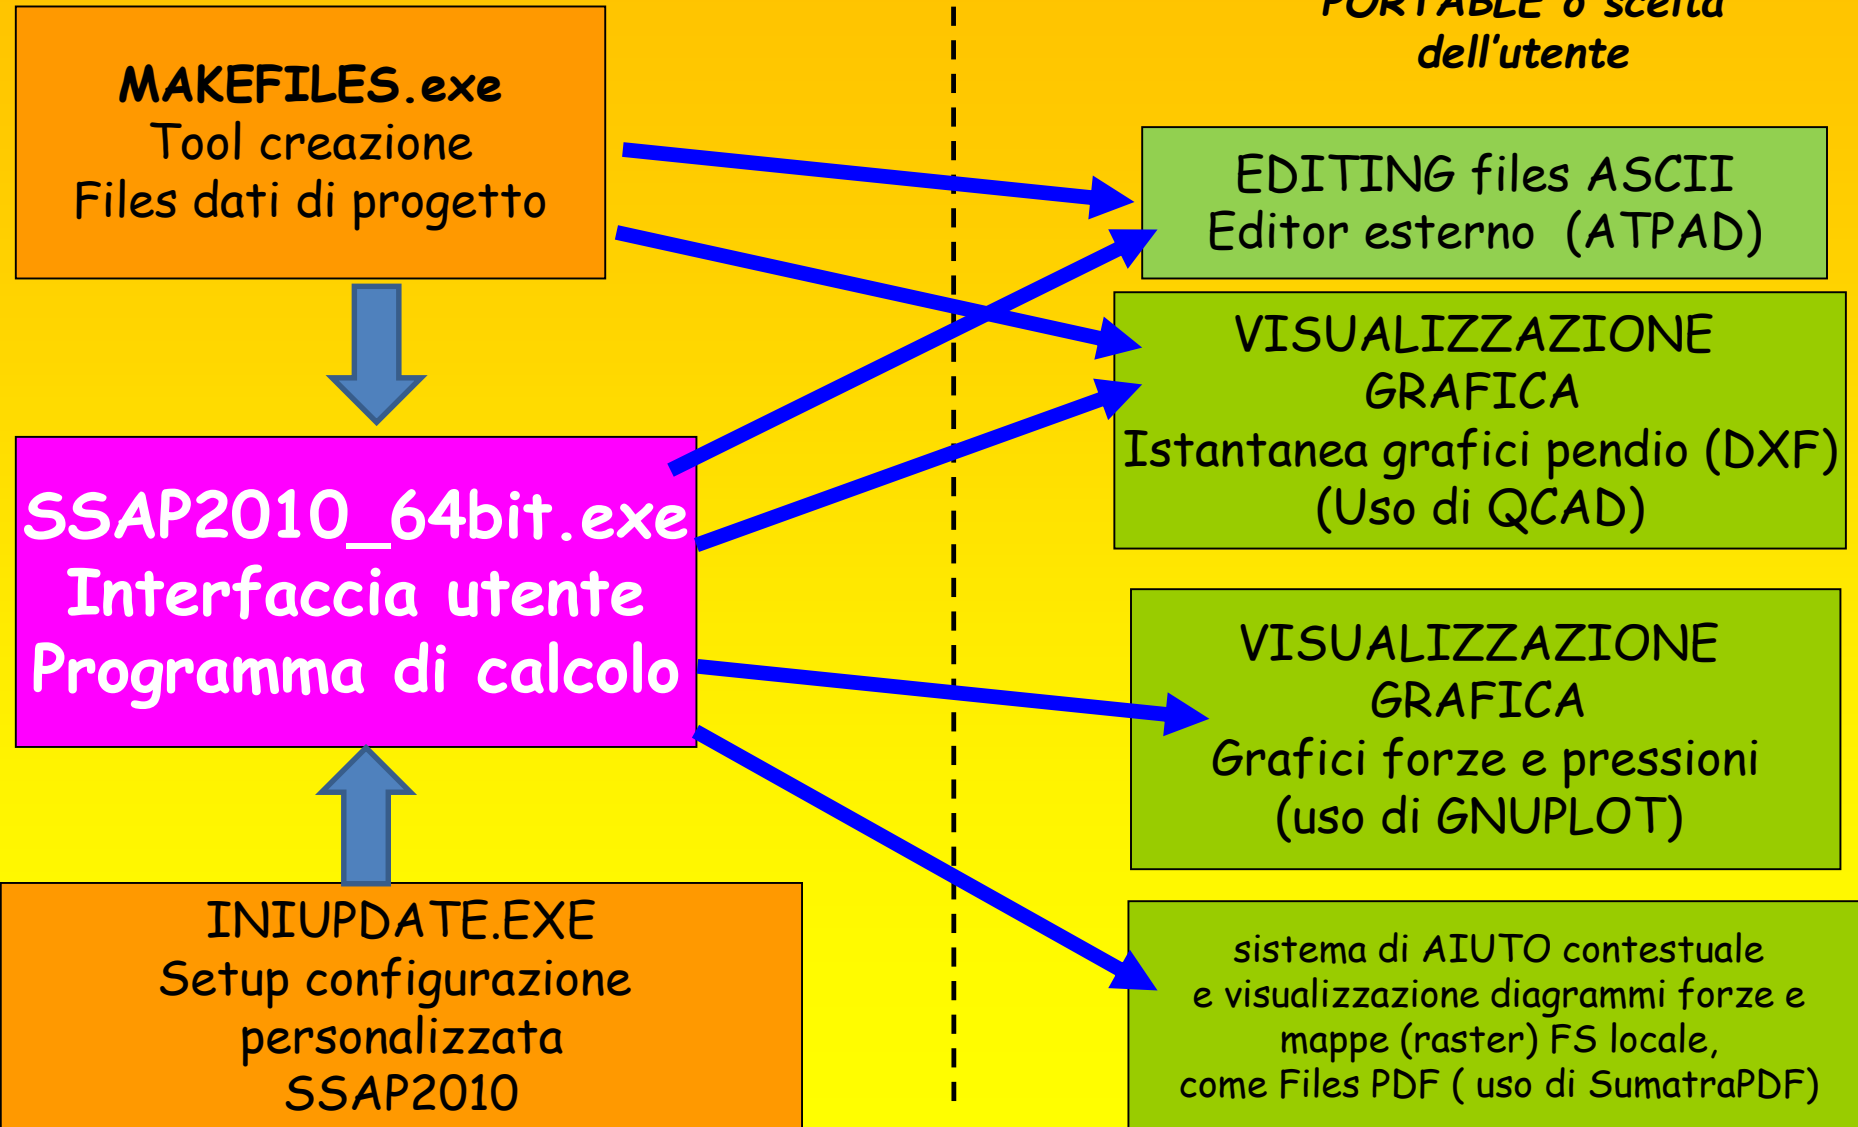 MAKEFILES.exe
Tool creazione
Files dati di progetto
SSAP2010_64bit.exe
Interfaccia utente
Programma di calcolo
INIUPDATE.EXE
Setup configurazione
personalizzata
SSAP2010
PORTABLE o scelta
dell'utente
EDITING files ASCII
Editor esterno (ATPAD)
VISUALIZZAZIONE
GRAFICA
Istantanea grafici pendio (DXF)
(Uso di QCAD)
VISUALIZZAZIONE
GRAFICA
Grafici forze e pressioni
(uso di GNUPLOT)
sistema di AIUTO contestuale
e visualizzazione diagrammi forze e
mappe (raster) FS locale,
come Files PDF ( uso di SumatraPDF)